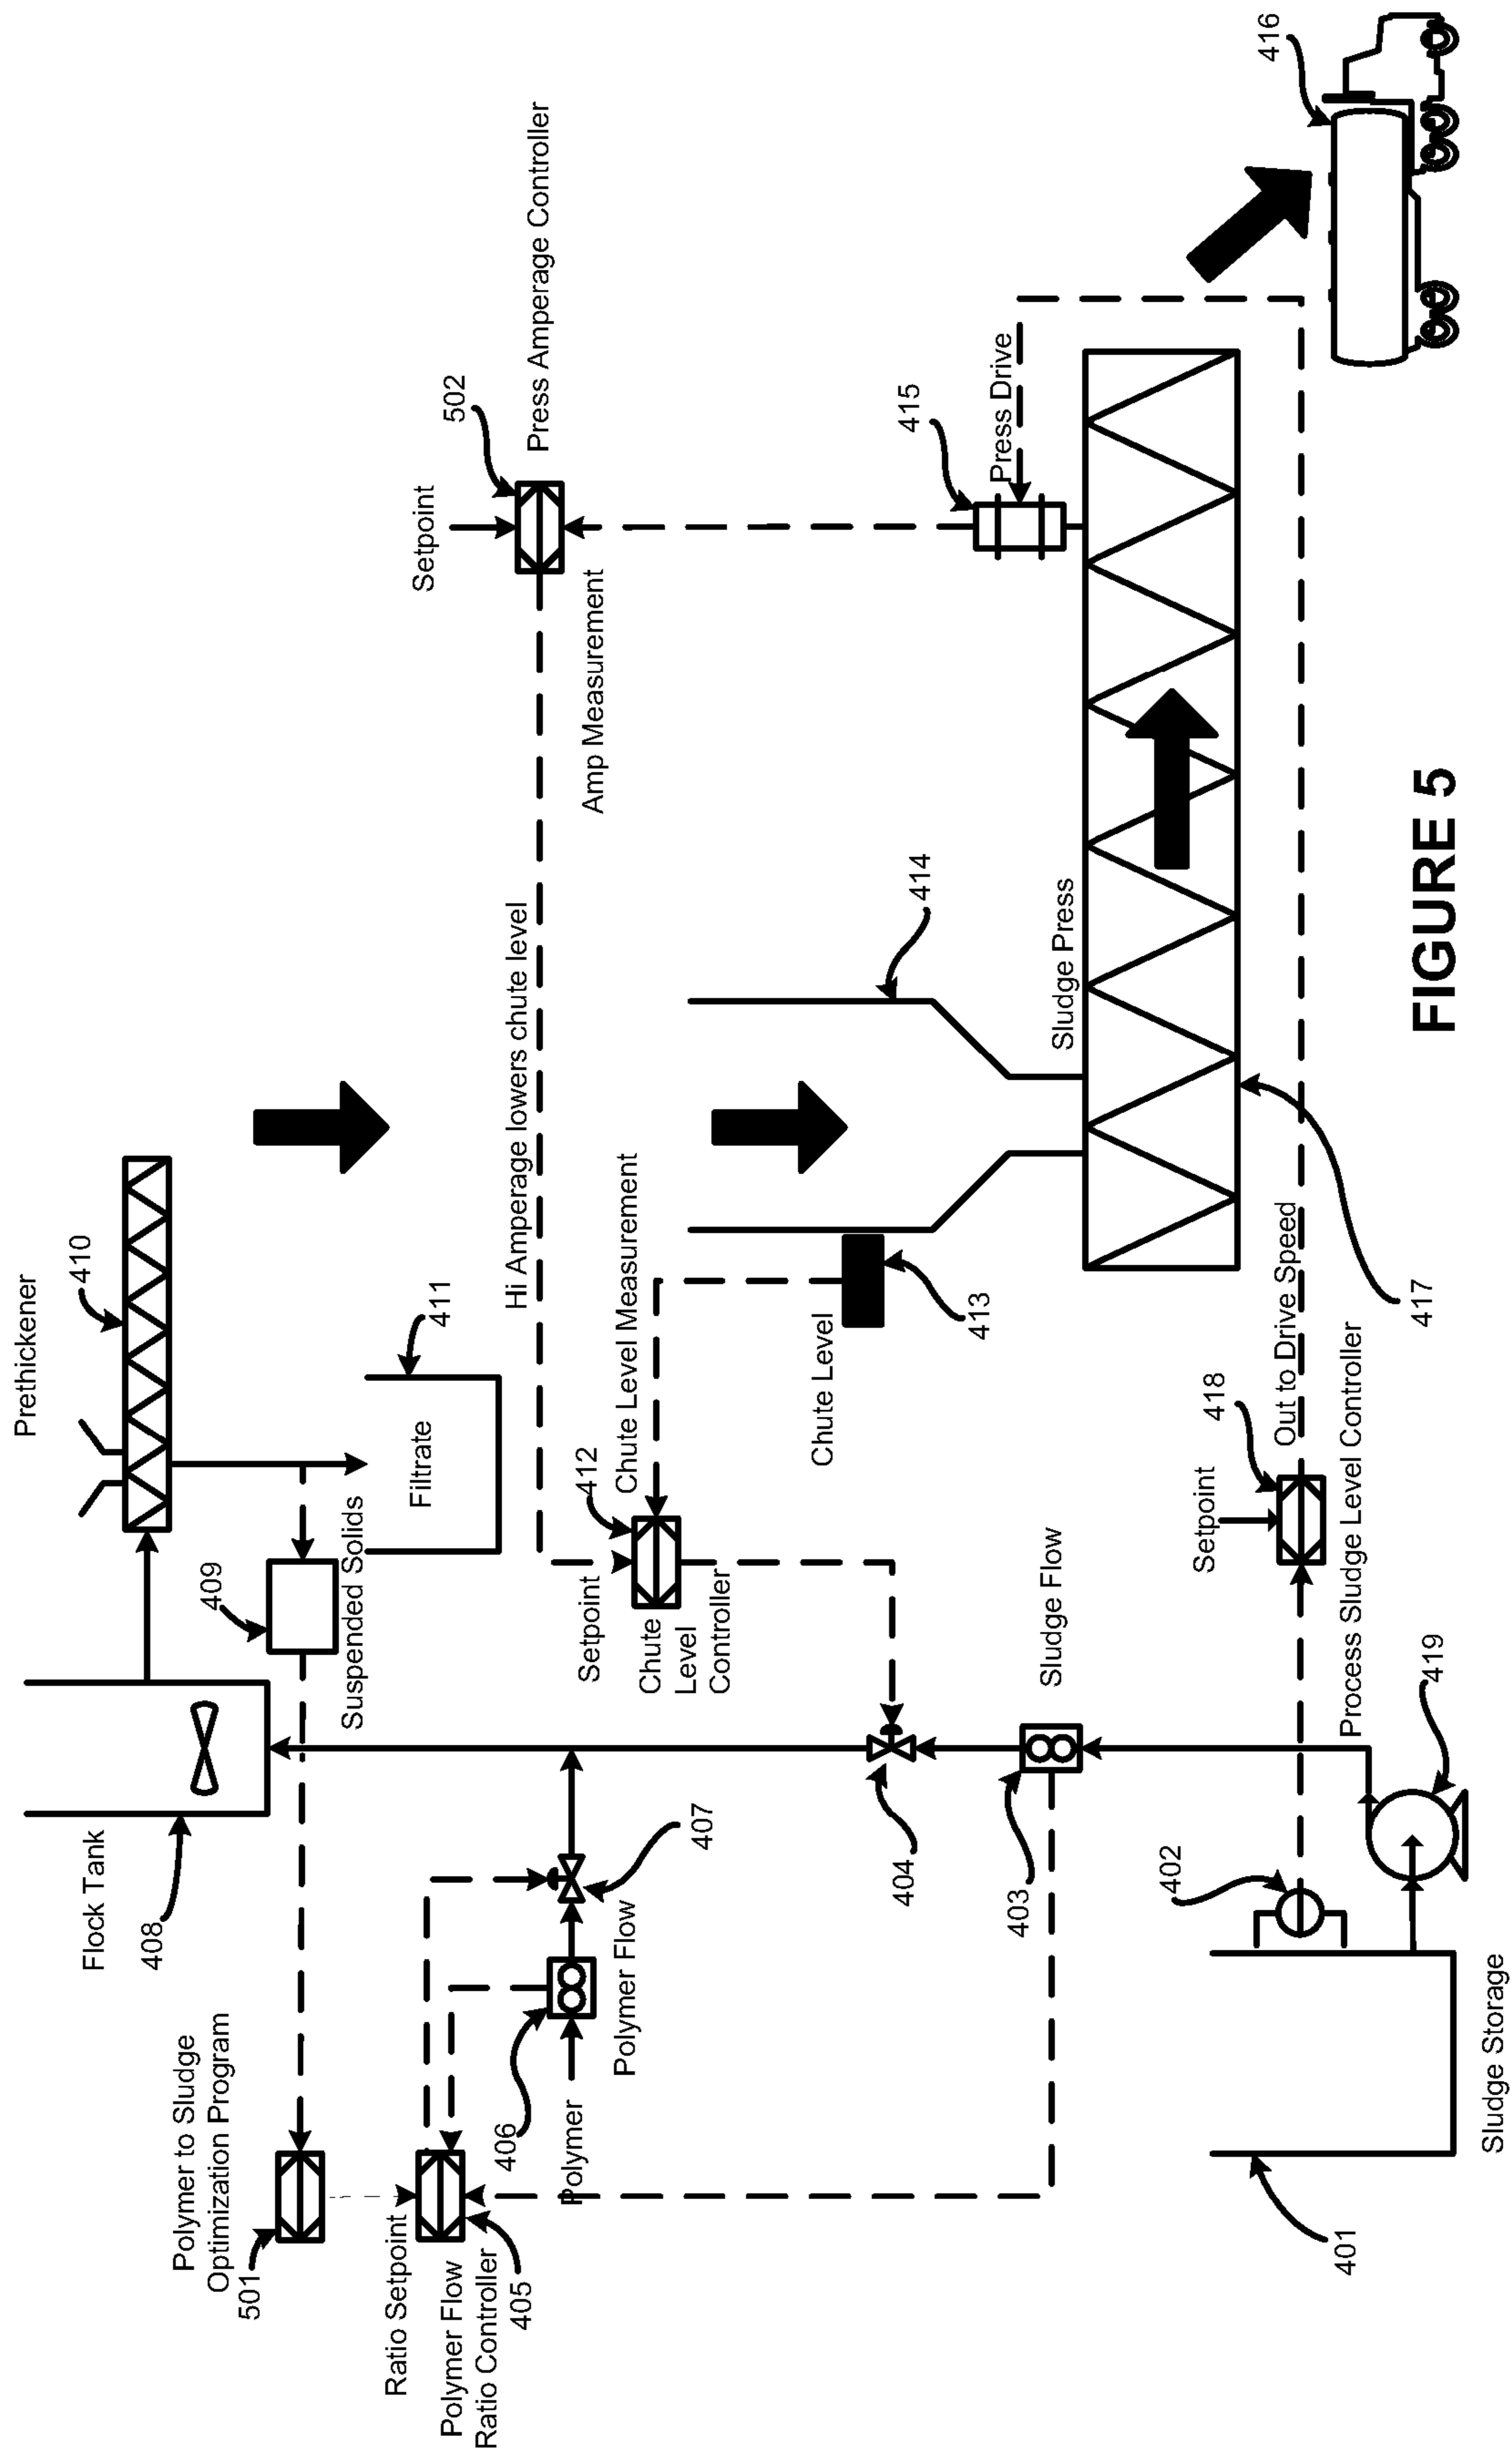 Polymer to Sludge
Optimization Program
501
Flock Tank
408
409
Suspended Solids
Prethickener
410
411
Filtrate
Ratio Setpoint
Polymer Flow
Ratio Controller
405
406
Polymer
Polymer Flow
407
Hi Amperage lowers chute level
Setpoint
412
Chute
Level
Controller
Chute Level Measurement
Chute Level
413
414
Setpoint
502
Press Amperage Controller
Amp Measurement
404
403
Sludge Flow
Sludge Press
415
Press Drive
416
402
401
Sludge Storage
419
Setpoint
418
Out to Drive Speed
Process Sludge Level Controller
417
FIGURE 5